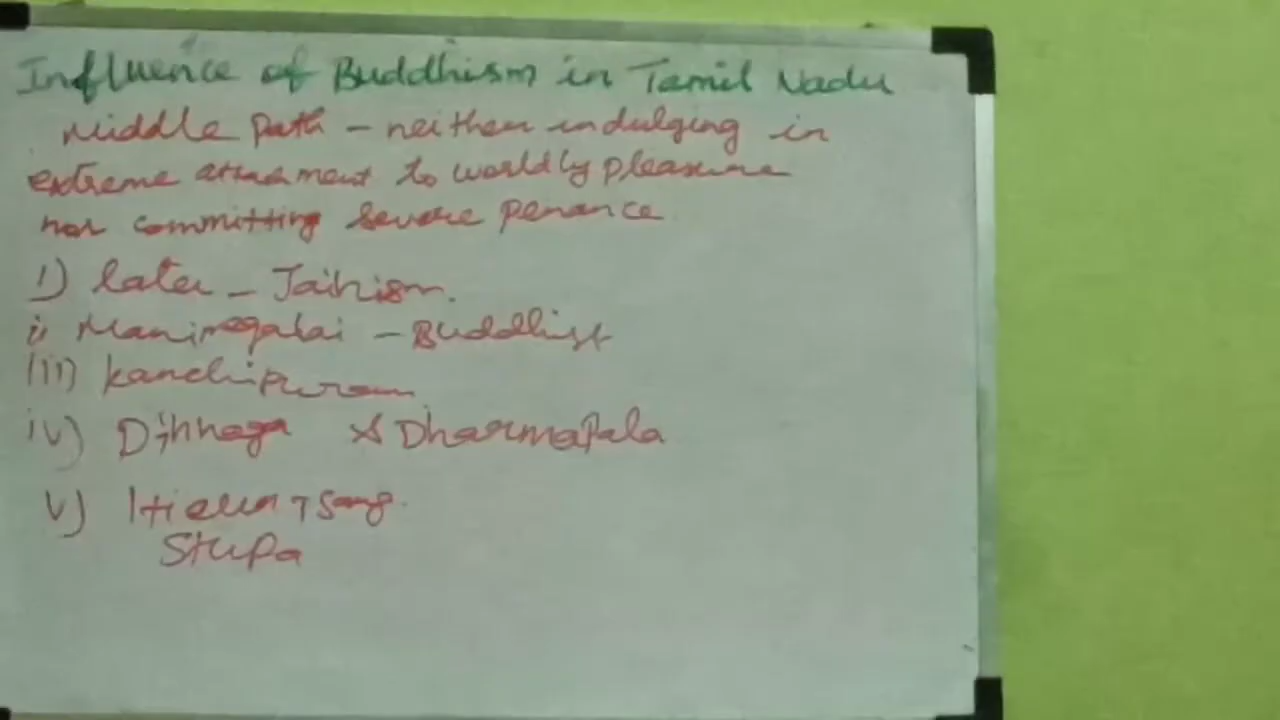 Influence of Buddhism in Tamil Nadu
Middle Path - neither indulging in
extreme attachment to worldly pleasure
nor committing severe penance
i) later - Jainism.
ii Manimegalai - Buddhist
iii) Kanchipuram
iv) Dihnaga & Dharmapala
v) Hieun Tsang.
Stupa